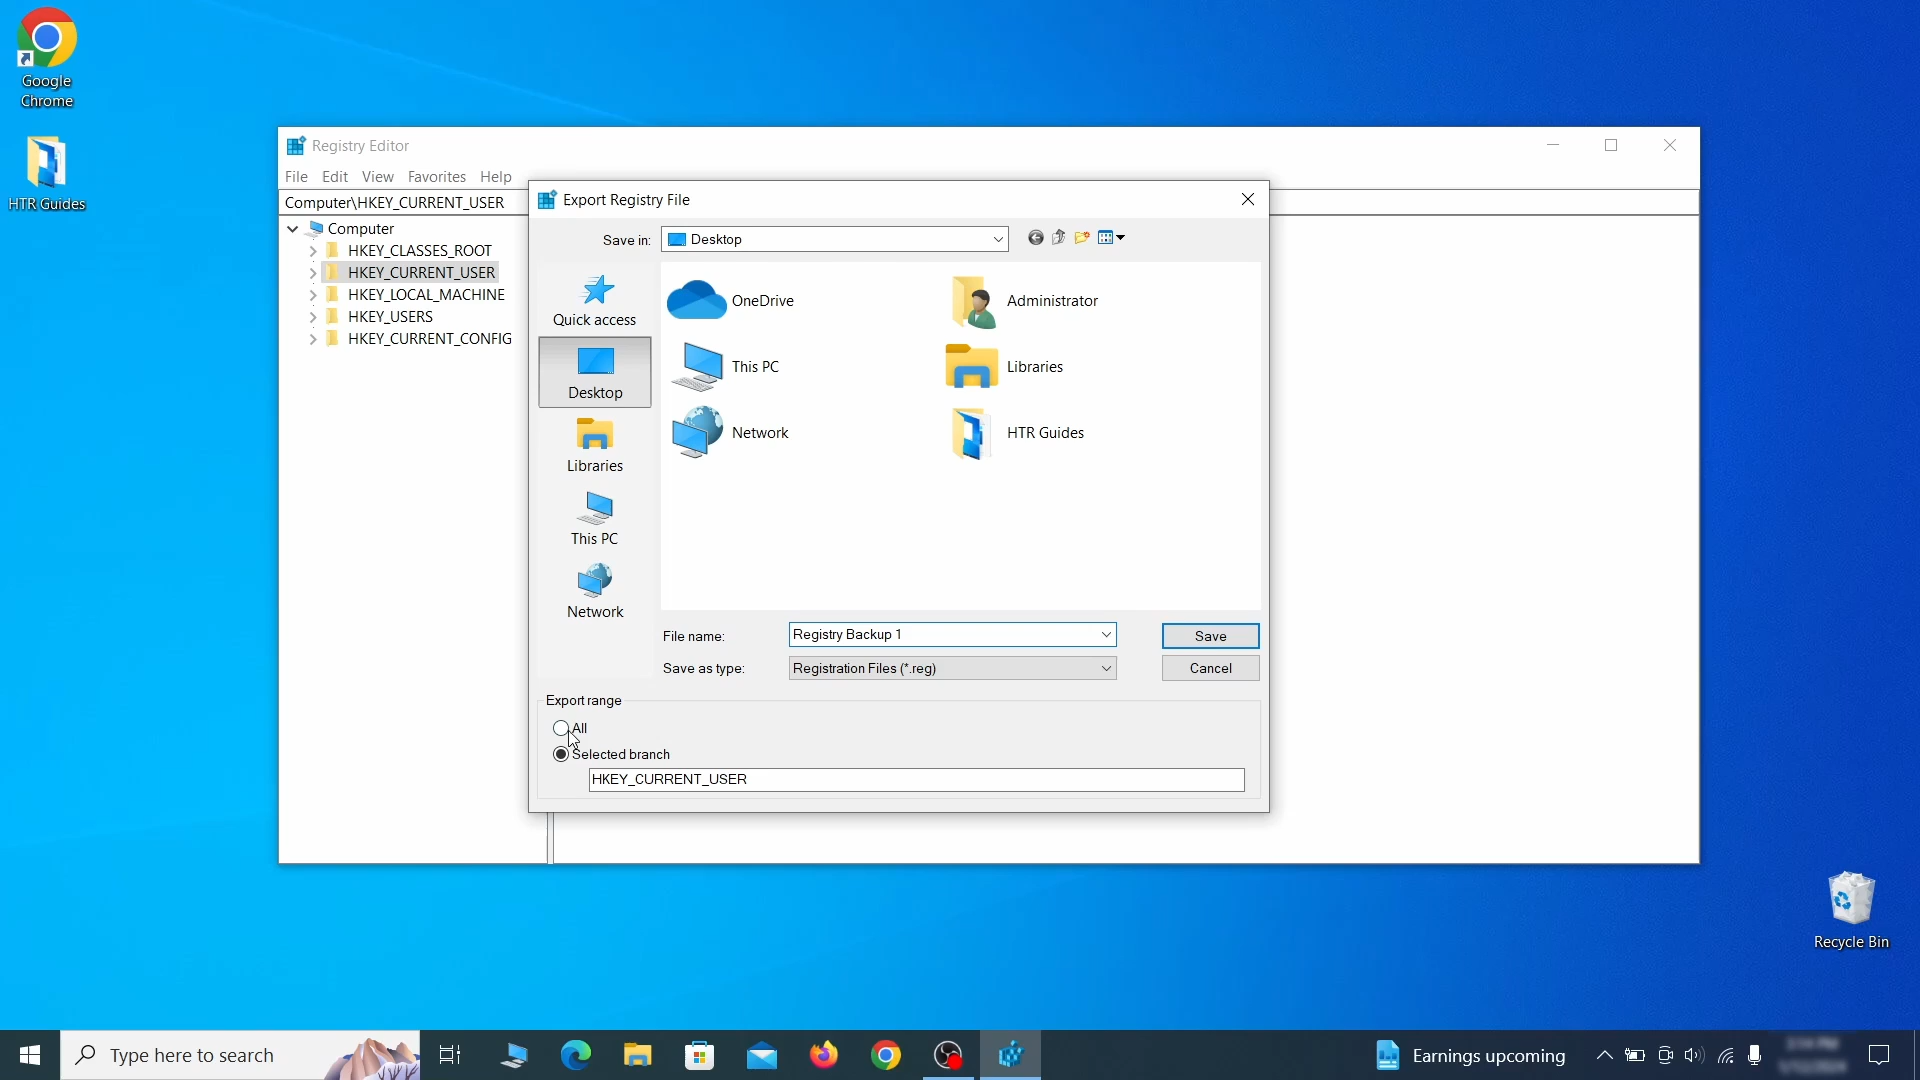 Google
Chrome
HTR Guides
Registry Editor
File Edit View Favorites Help
Computer\HKEY_CURRENT_USER
Computer
HKEY_CLASSES_ROOT
HKEY_CURRENT_USER
HKEY_LOCAL_MACHINE
HKEY_USERS
HKEY_CURRENT_CONFIG
Export Registry File
Save in: Desktop
Quick access
Desktop
Libraries
This PC
Network
OneDrive Administrator
This PC Libraries
Network HTR Guides
File name: Registry Backup 1 Save
Save as type: Registration Files (*.reg) Cancel
Export range
All
Selected branch
HKEY_CURRENT_USER
Recycle Bin
Type here to search
Earnings upcoming